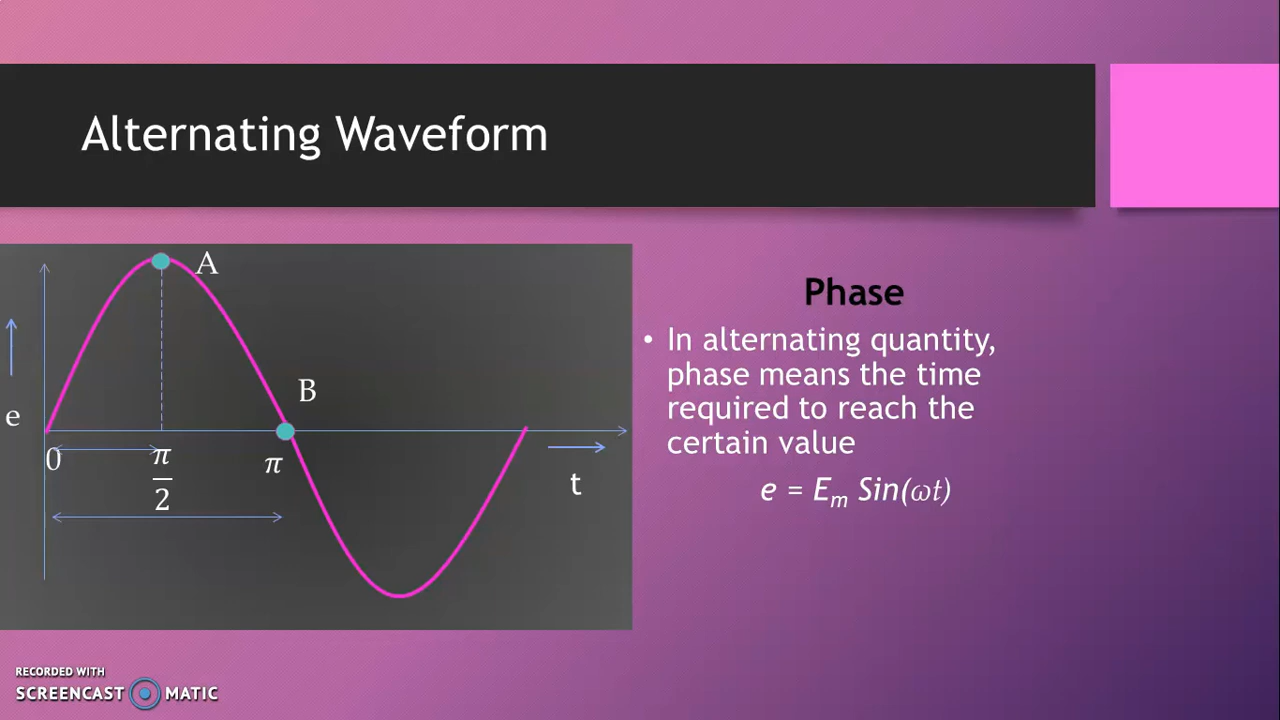 Alternating Waveform
A
B
e
0
π/2
π
t
Phase
• In alternating quantity,
phase means the time
required to reach the
certain value
e = Eₘ Sin(ωt)
RECORDED WITH
SCREENCAST MATIC